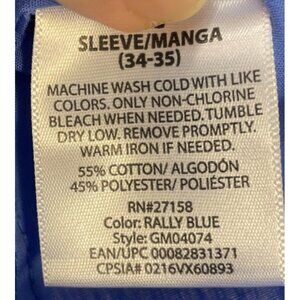 SLEEVE/MANGA
(34-35)
MACHINE WASH COLD WITH LIKE
COLORS. ONLY NON-CHLORINE
BLEACH WHEN NEEDED. TUMBLE
DRY LOW. REMOVE PROMPTLY.
WARM IRON IF NEEDED.
55% COTTON/ ALGODÓN
45% POLYESTER/ POLIÉSTER
RN#27158
Color: RALLY BLUE
Style: GM04074
EAN/UPC 00082831371
CPSIA# 0216VX60893